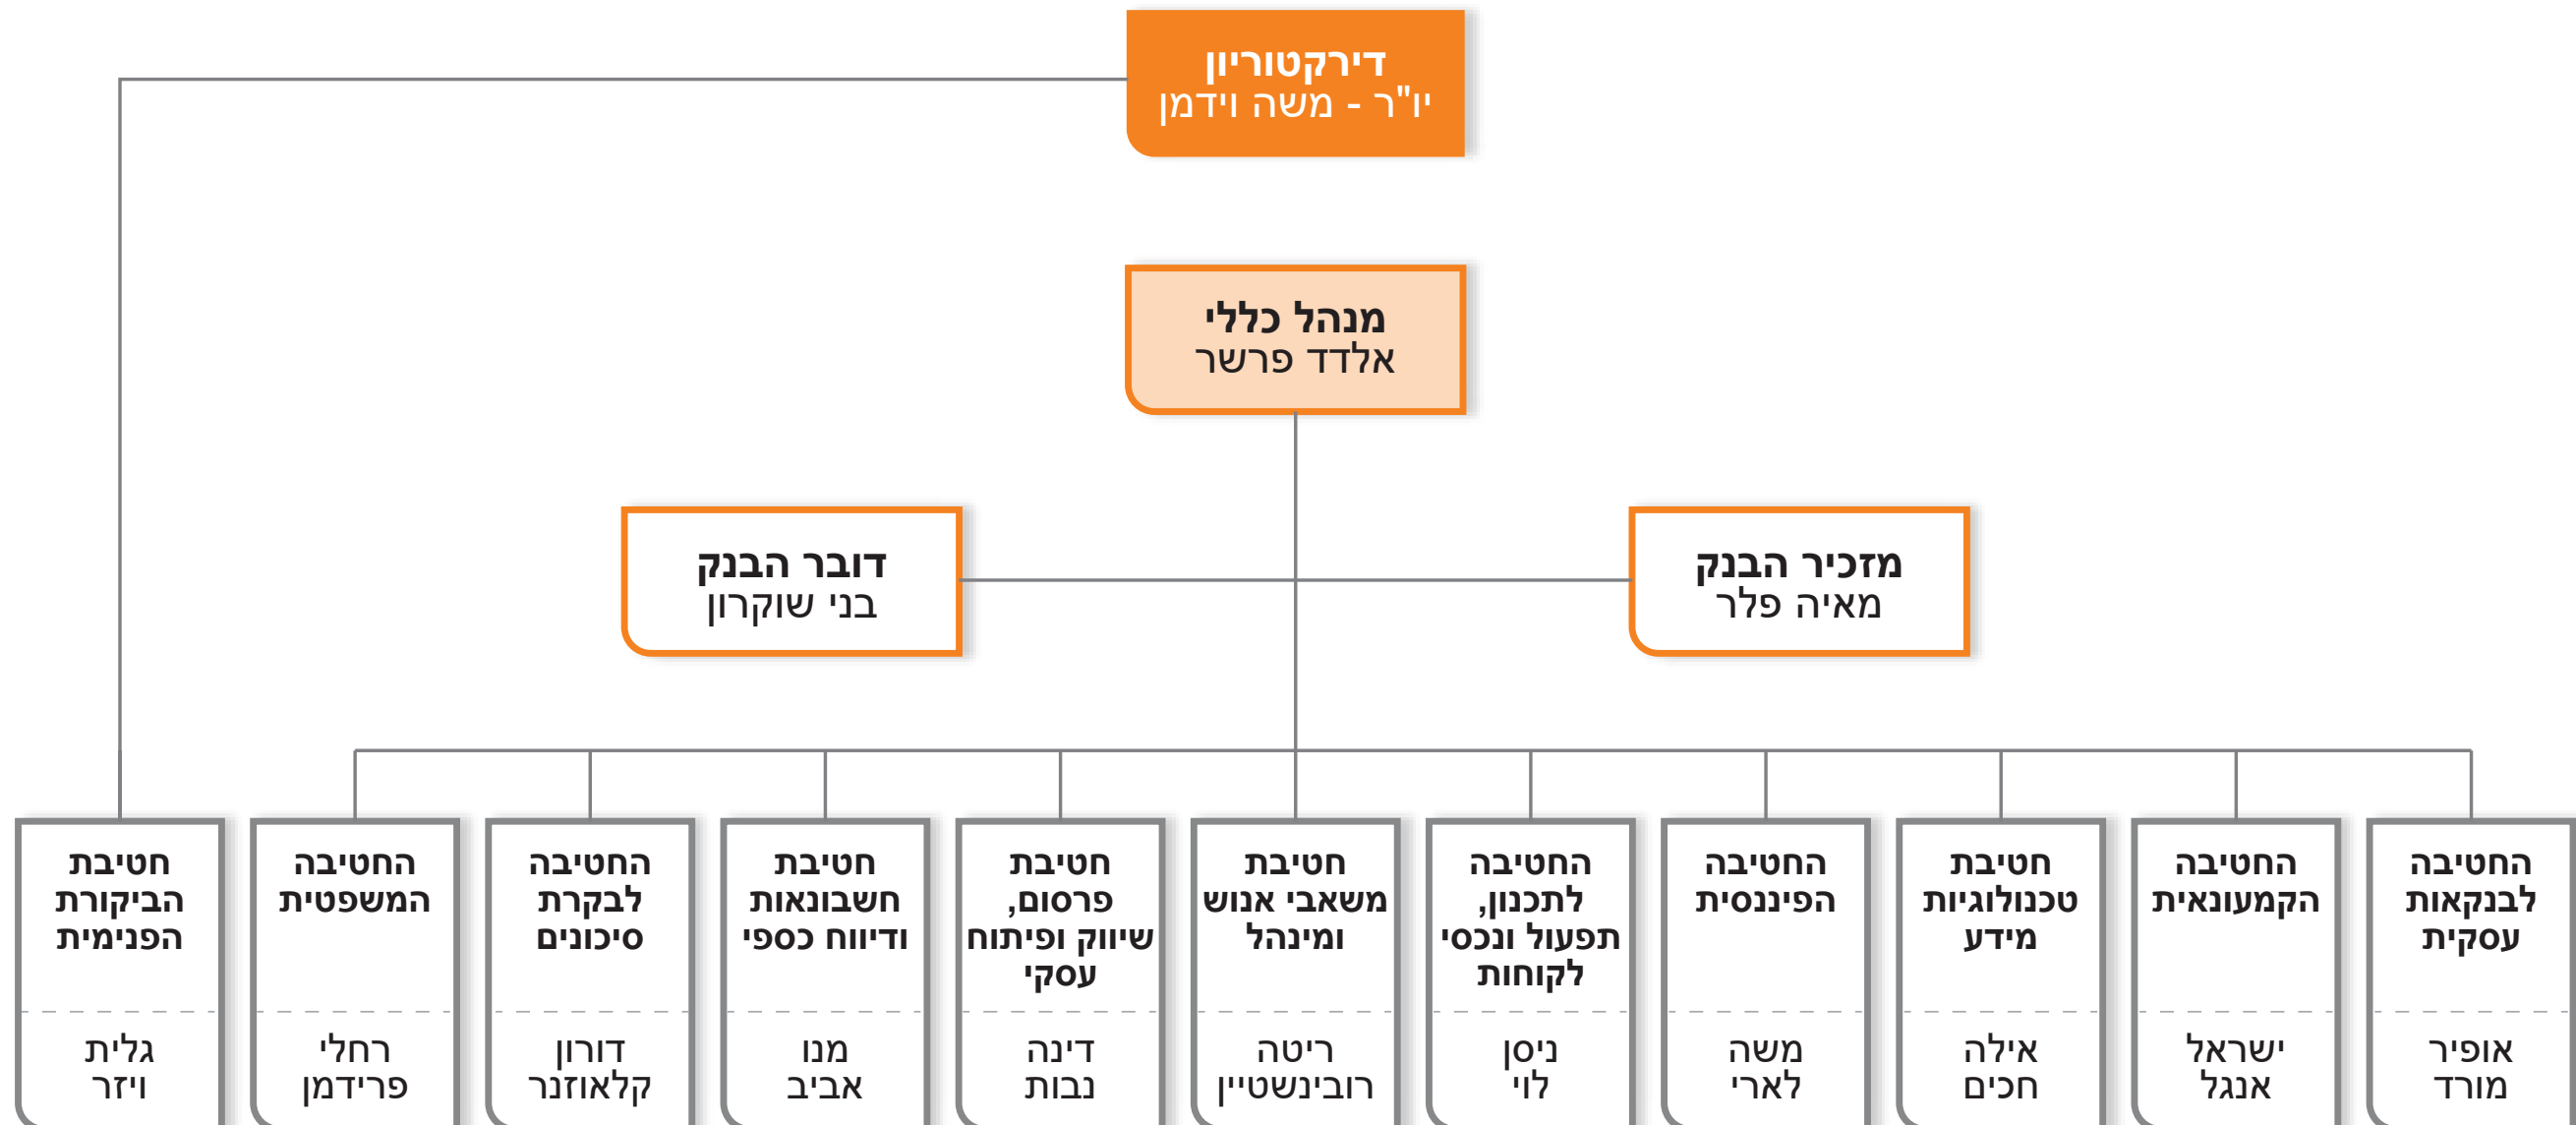 דירקטוריון
יו"ר - משה וידמן
מנהל כללי
אלדד פרשר
מזכיר הבנק
מאיה פלר
דובר הבנק
בני שוקרון
החטיבה
לבנקאות
עסקית
אופיר
מורד
החטיבה
הקמעונאית
ישראל
אנגל
חטיבת
טכנולוגיות
מידע
אילה
חכים
החטיבה
הפיננסית
משה
לארי
החטיבה
לתכנון,
תפעול ונכסי
לקוחות
ניסן
לוי
חטיבת
משאבי אנוש
ומינהל
ריטה
רובינשטיין
חטיבת
פרסום,
שיווק ופיתוח
עסקי
דינה
נבות
חטיבת
חשבונאות
ודיווח כספי
מנו
אביב
החטיבה
לבקרת
סיכונים
דורון
קלאוזנר
החטיבה
המשפטית
רחלי
פרידמן
חטיבת
הביקורת
הפנימית
גלית
ויזר